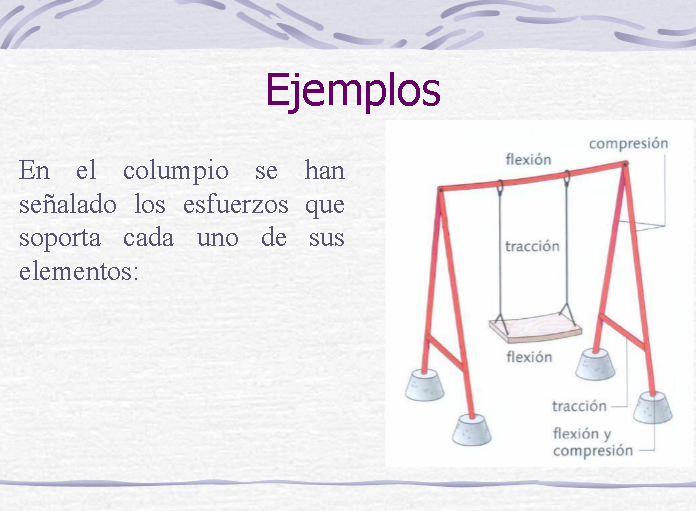 Ejemplos
En el columpio se han
señalado los esfuerzos que
soporta cada uno de sus
elementos:
compresión
flexión
tracción
flexión
tracción
flexión y
compresión